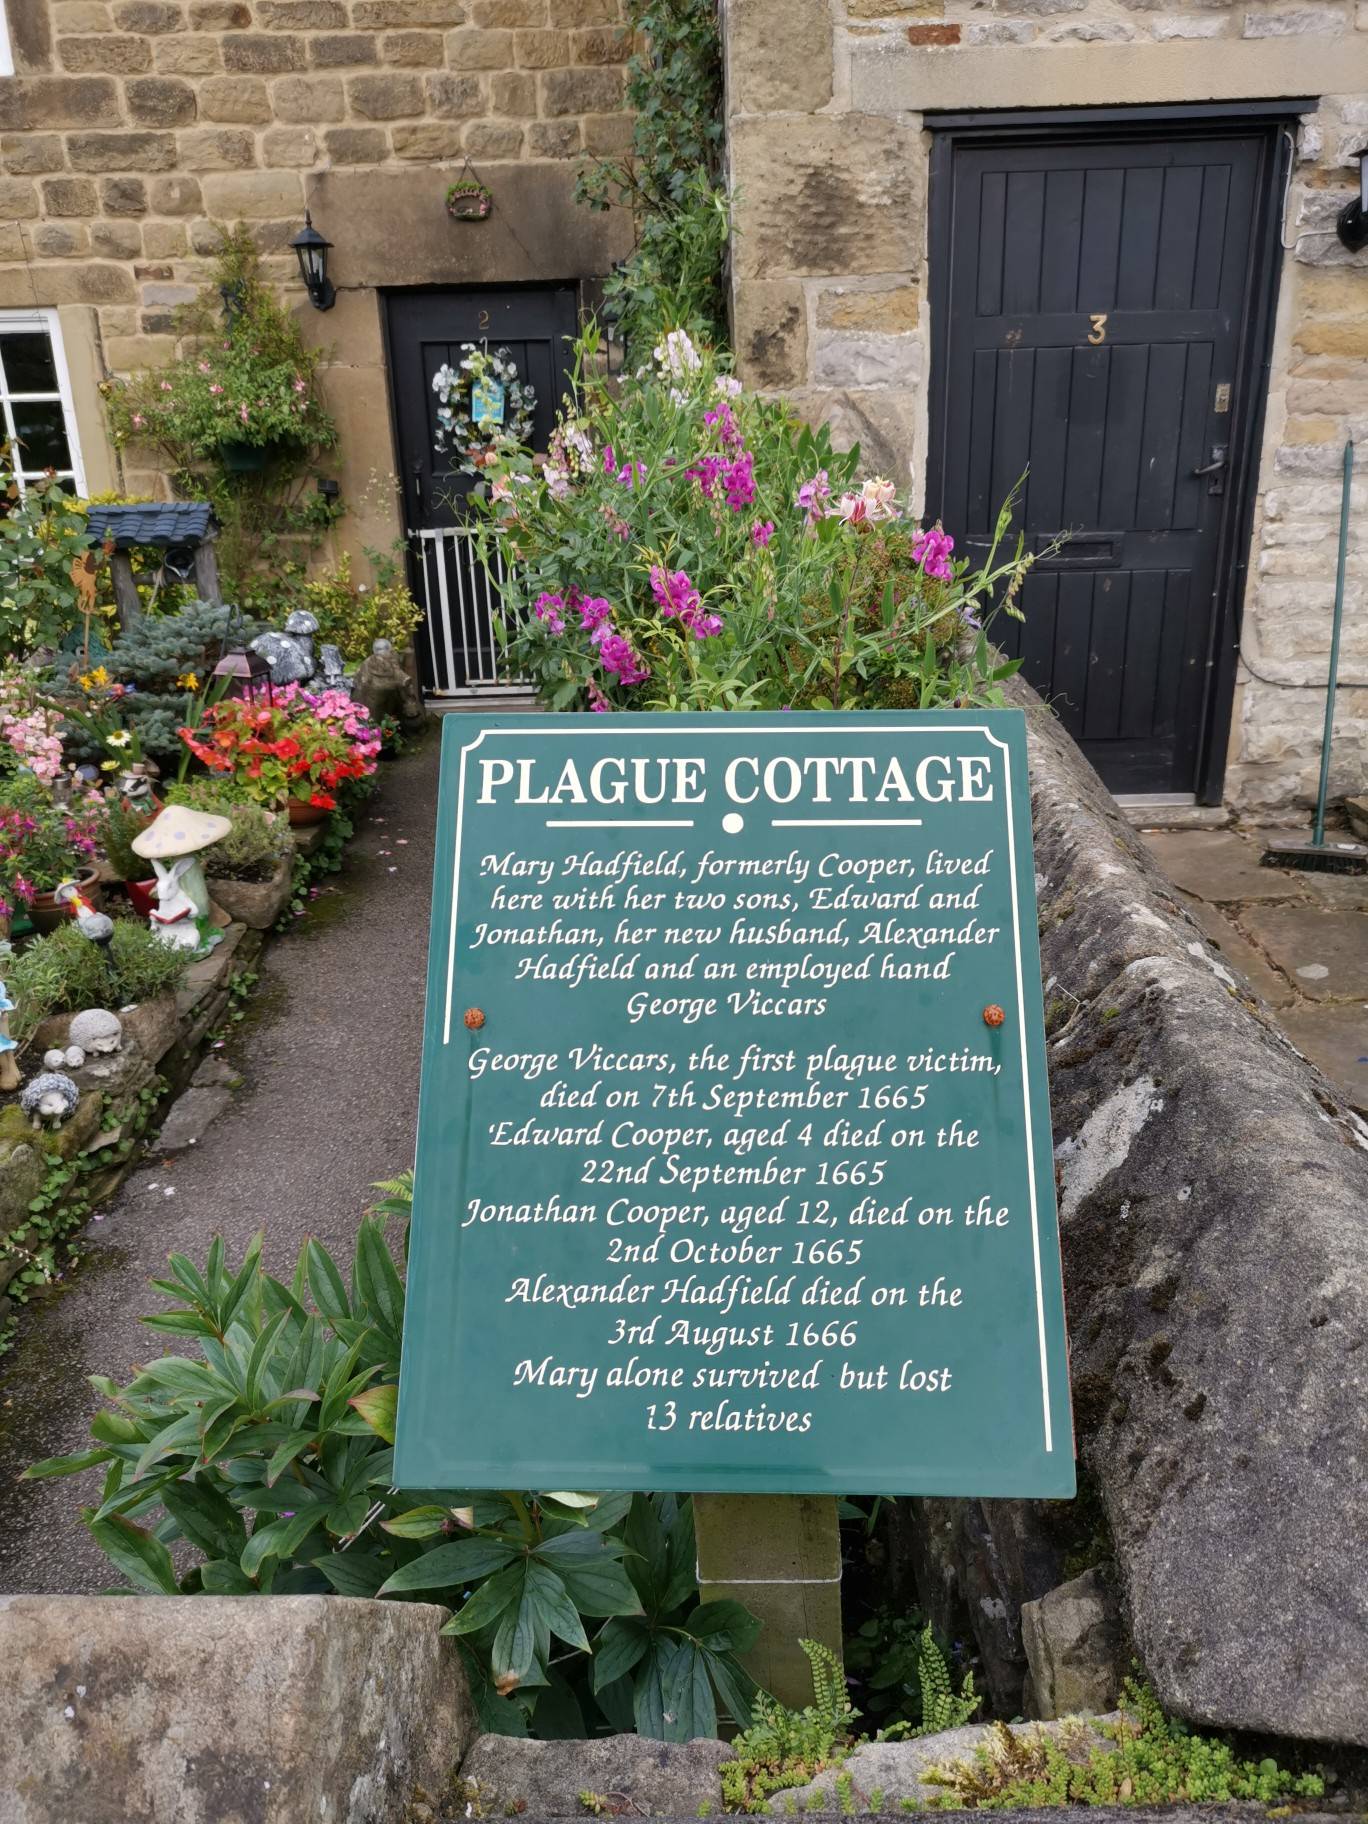 2
3
PLAGUE COTTAGE
Mary Hadfield, formerly Cooper, lived
here with her two sons, Edward and
Jonathan, her new husband, Alexander
Hadfield and an employed hand
George Viccars
George Viccars, the first plague victim,
died on 7th September 1665
Edward Cooper, aged 4 died on the
22nd September 1665
Jonathan Cooper, aged 12, died on the
2nd October 1665
Alexander Hadfield died on the
3rd August 1666
Mary alone survived but lost
13 relatives